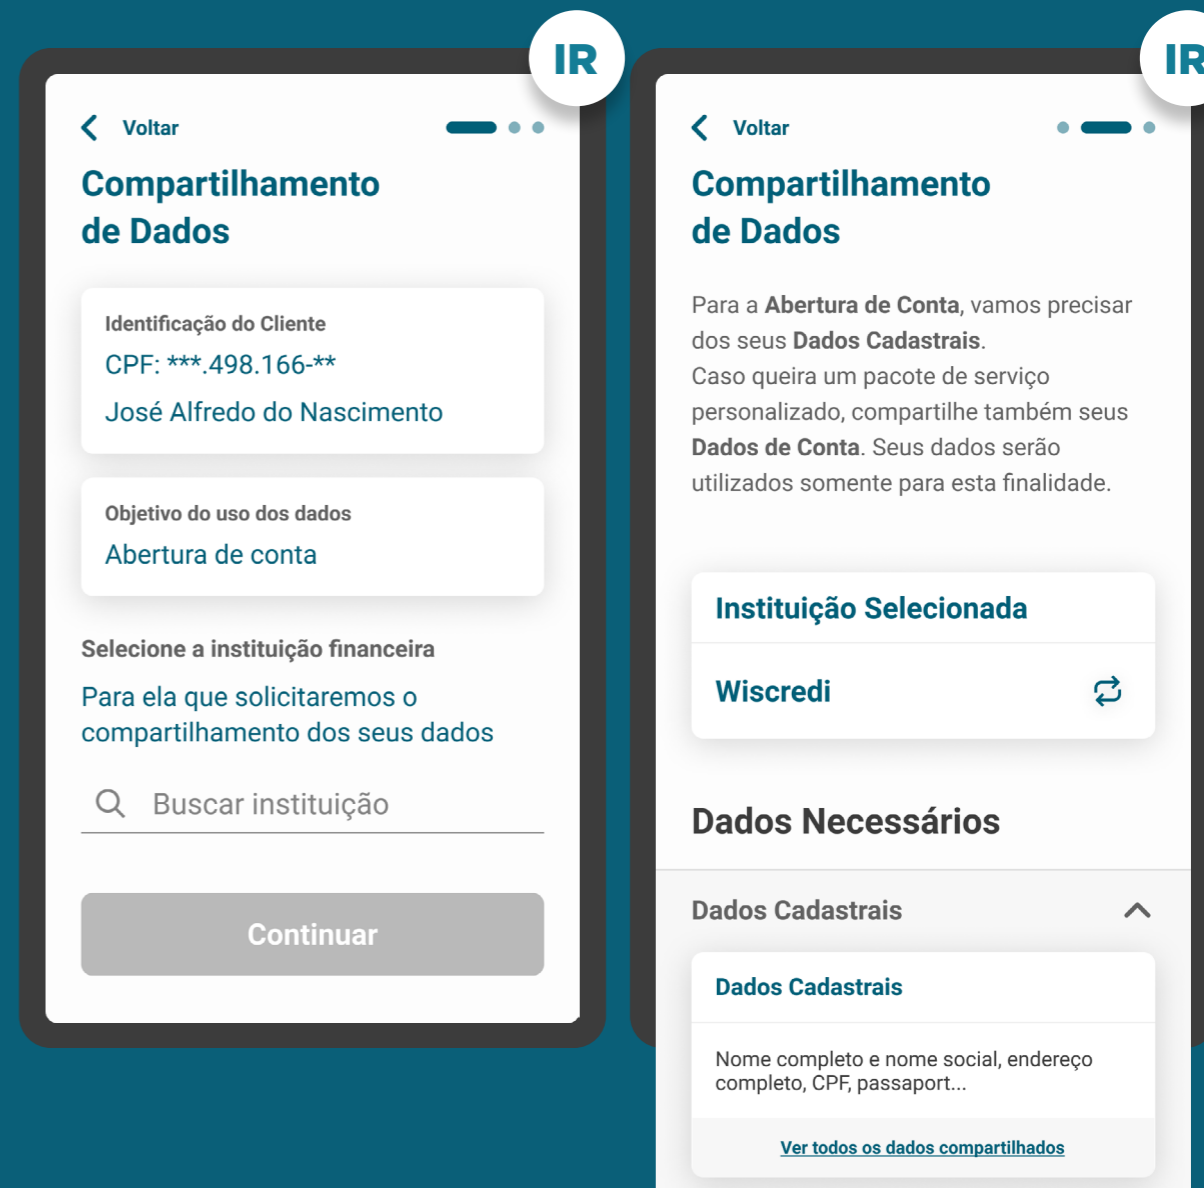 IR
Voltar
Compartilhamento
de Dados
Identificação do Cliente
CPF: ***.498.166-**
José Alfredo do Nascimento
Objetivo do uso dos dados
Abertura de conta
Selecione a instituição financeira
Para ela que solicitaremos o
compartilhamento dos seus dados
Buscar instituição
Continuar
IR
Voltar
Compartilhamento
de Dados
Para a Abertura de Conta, vamos precisar
dos seus Dados Cadastrais.
Caso queira um pacote de serviço
personalizado, compartilhe também seus
Dados de Conta. Seus dados serão
utilizados somente para esta finalidade.
Instituição Selecionada
Wiscredi
Dados Necessários
Dados Cadastrais
Dados Cadastrais
Nome completo e nome social, endereço
completo, CPF, passaport...
Ver todos os dados compartilhados